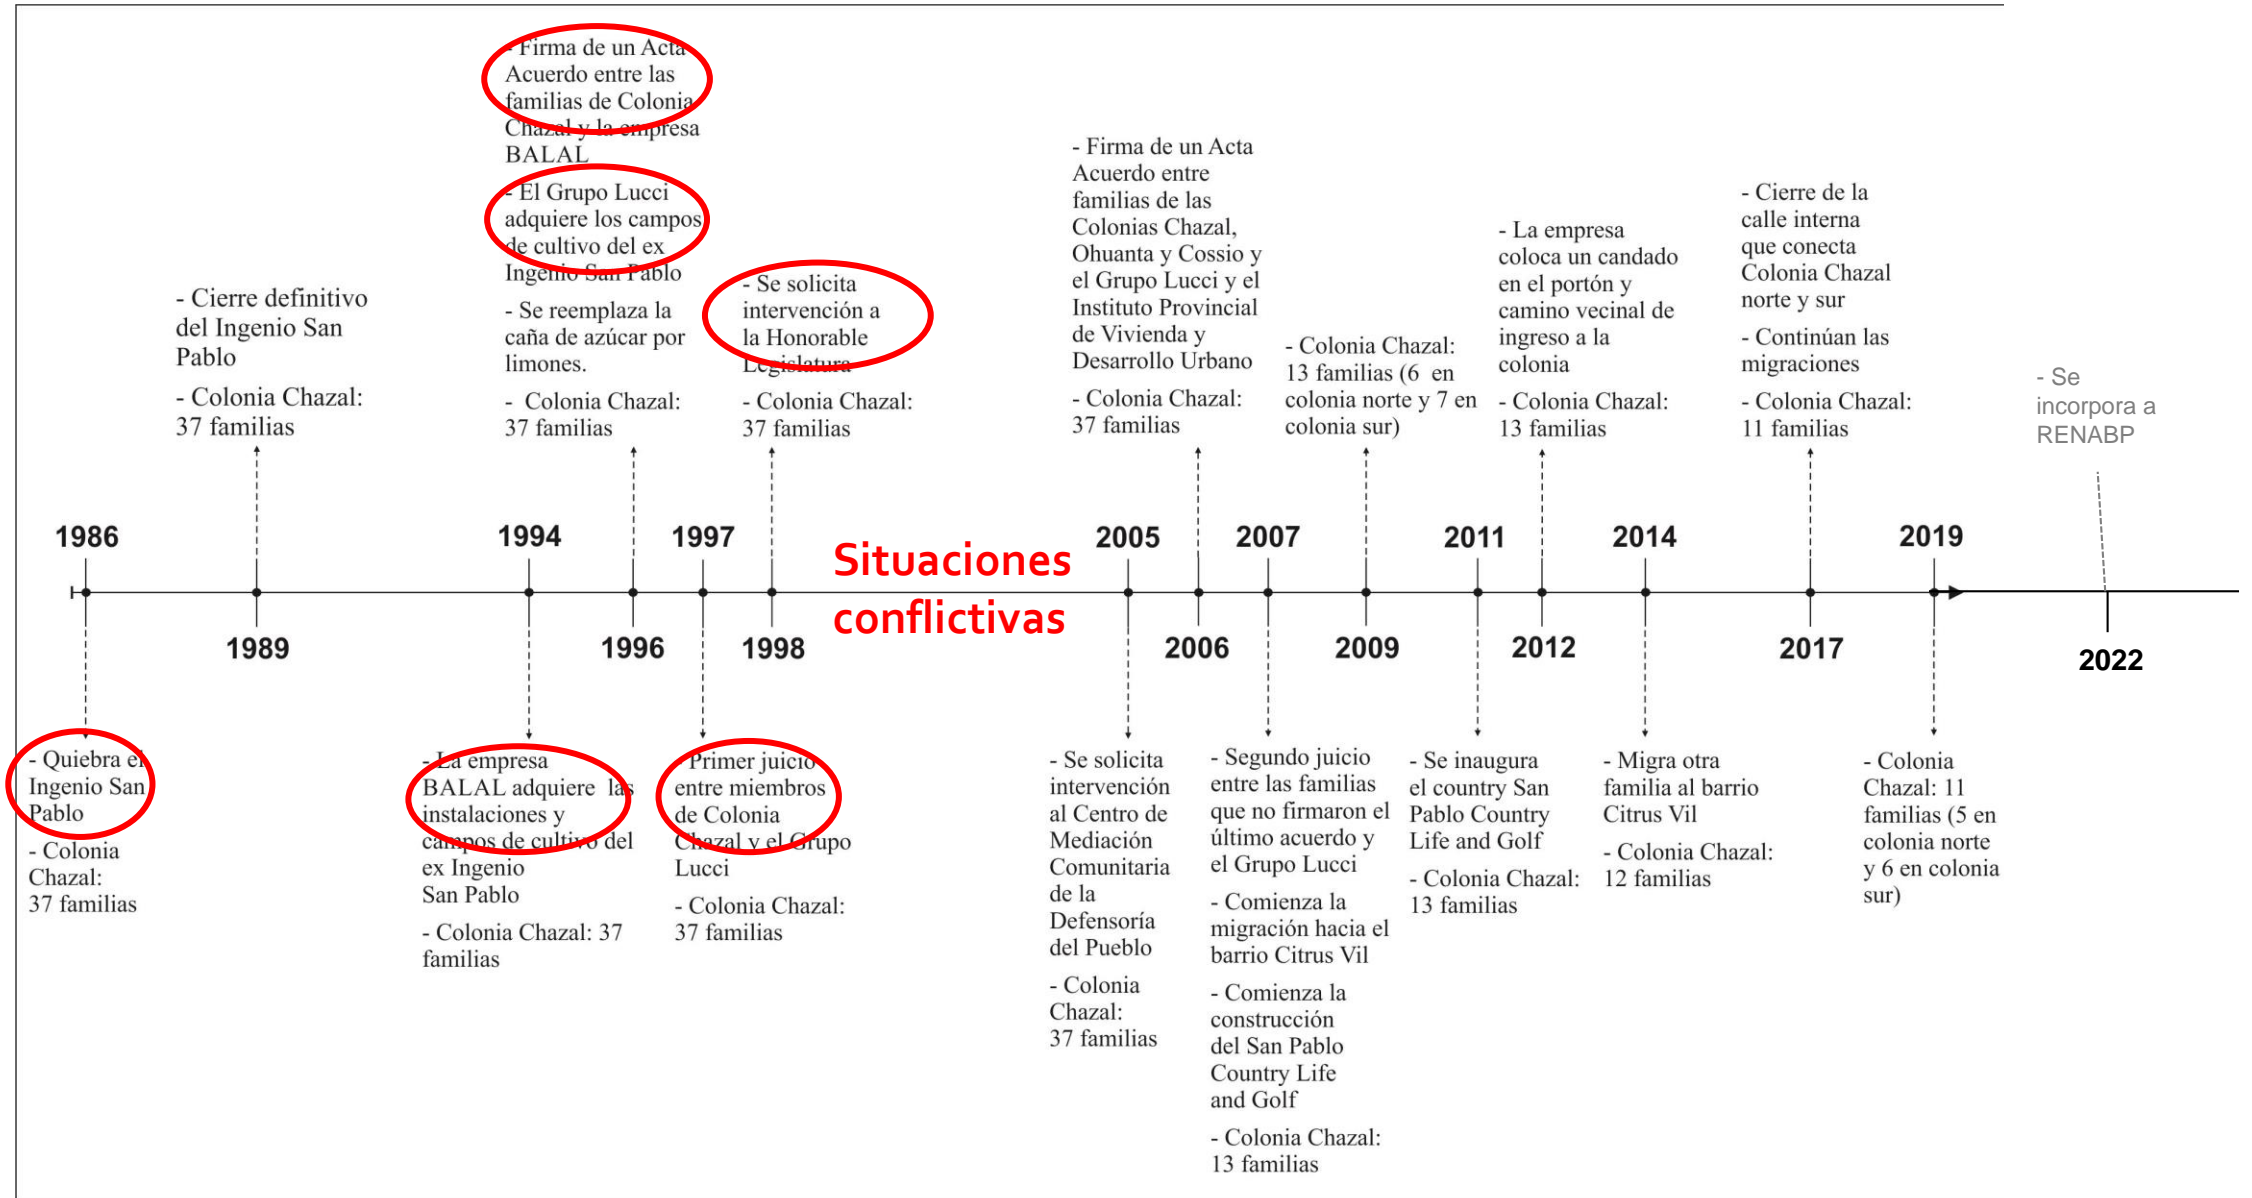 - Firma de un Acta
Acuerdo entre las
familias de Colonia
Chazal y la empresa
BALAL
- El Grupo Lucci
adquiere los campos
de cultivo del ex
Ingenio San Pablo
- Se reemplaza la
caña de azúcar por
limones.
- Colonia Chazal:
37 familias
- Cierre definitivo
del Ingenio San
Pablo
- Colonia Chazal:
37 familias
- Se solicita
intervención a
la Honorable
Legislatura
- Colonia Chazal:
37 familias
- Firma de un Acta
Acuerdo entre
familias de las
Colonias Chazal,
Ohuanta y Cossio y
el Grupo Lucci y el
Instituto Provincial
de Vivienda y
Desarrollo Urbano
- Colonia Chazal:
37 familias
- Colonia Chazal:
13 familias (6 en
colonia norte y 7 en
colonia sur)
- La empresa
coloca un candado
en el portón y
camino vecinal de
ingreso a la
colonia
- Colonia Chazal:
13 familias
- Cierre de la
calle interna
que conecta
Colonia Chazal
norte y sur
- Continúan las
migraciones
- Colonia Chazal:
11 familias
- Se
incorpora a
RENABP
1986
1994
1997
2005
2007
2011
2014
2019
Situaciones
conflictivas
1989
1996
1998
2006
2009
2012
2017
2022
- Quiebra el
Ingenio San
Pablo
- Colonia
Chazal:
37 familias
- La empresa
BALAL adquiere las
instalaciones y
campos de cultivo del
ex Ingenio
San Pablo
- Colonia Chazal: 37
familias
- Primer juicio
entre miembros
de Colonia
Chazal y el Grupo
Lucci
- Colonia Chazal:
37 familias
- Se solicita
intervención
al Centro de
Mediación
Comunitaria
de la
Defensoría
del Pueblo
- Colonia
Chazal:
37 familias
- Segundo juicio
entre las familias
que no firmaron el
último acuerdo y
el Grupo Lucci
- Comienza la
migración hacia el
barrio Citrus Vil
- Comienza la
construcción
del San Pablo
Country Life
and Golf
- Colonia Chazal:
13 familias
- Se inaugura
el country San
Pablo Country
Life and Golf
- Colonia Chazal:
13 familias
- Migra otra
familia al barrio
Citrus Vil
- Colonia Chazal:
12 familias
- Colonia
Chazal: 11
familias (5 en
colonia norte
y 6 en colonia
sur)